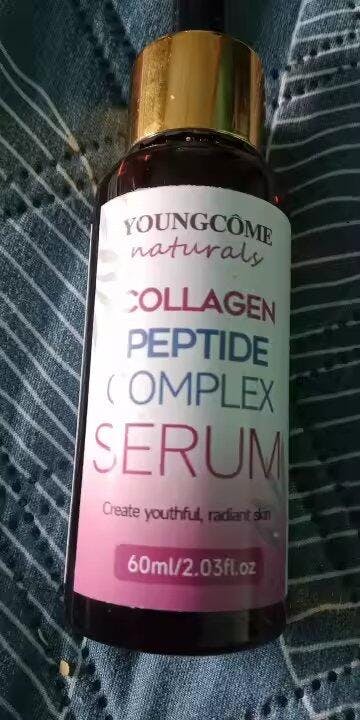 YOUNGCÔME
naturals
COLLAGEN
PEPTIDE
COMPLEX
SERUM
Create youthful, radiant skin
60ml/2.03fl.oz